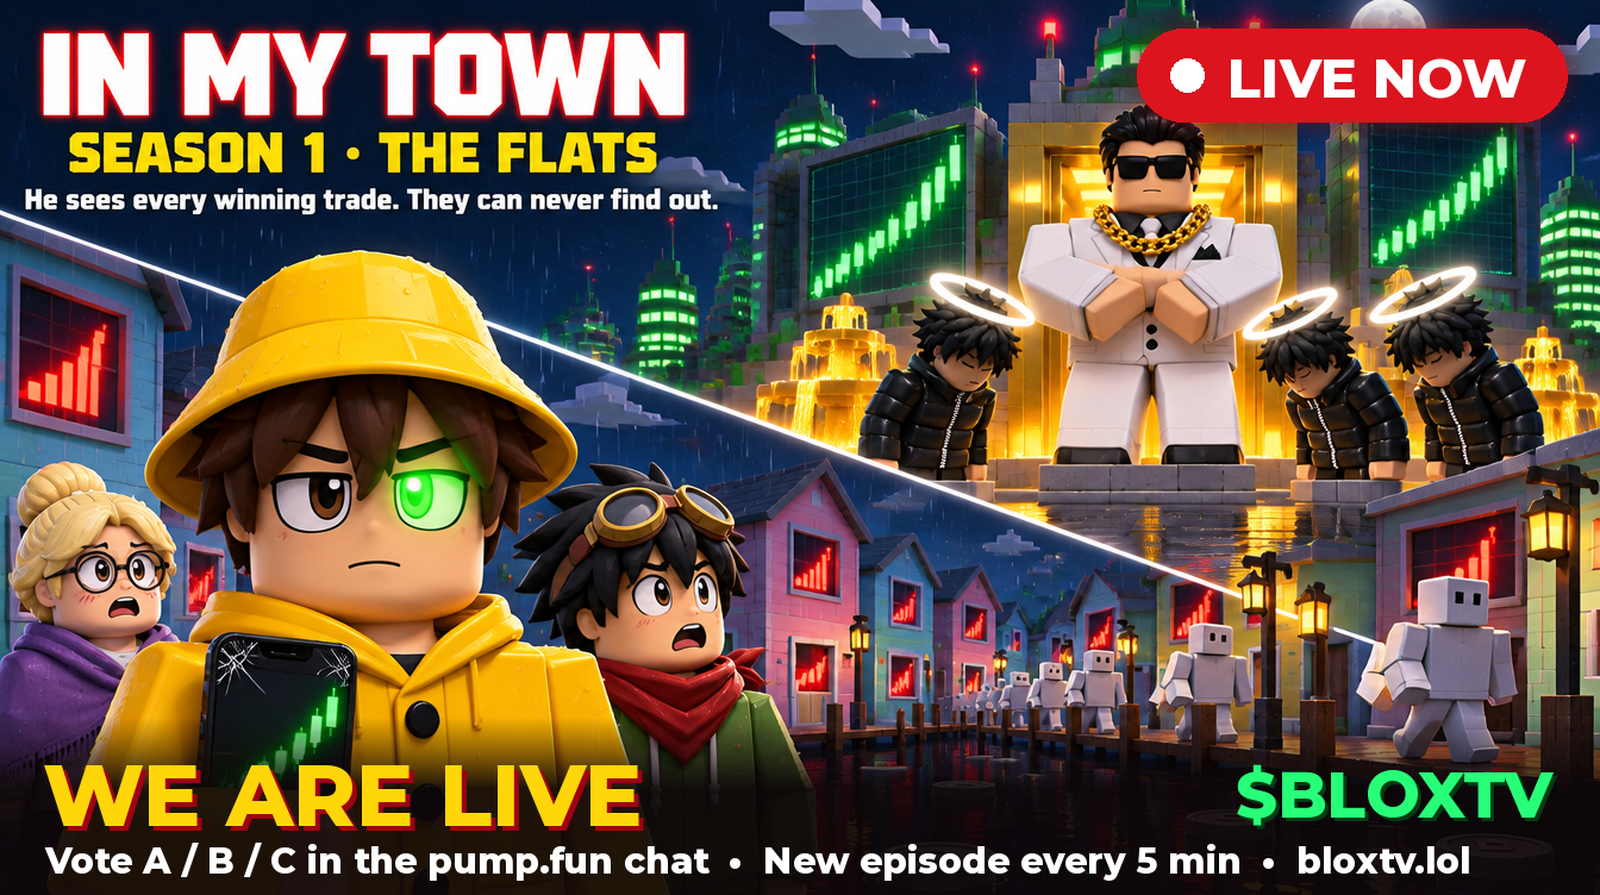 IN MY TOWN
SEASON 1 · THE FLATS
He sees every winning trade. They can never find out.
LIVE NOW
WE ARE LIVE
$BLOXTV
Vote A / B / C in the pump.fun chat • New episode every 5 min • bloxtv.lol